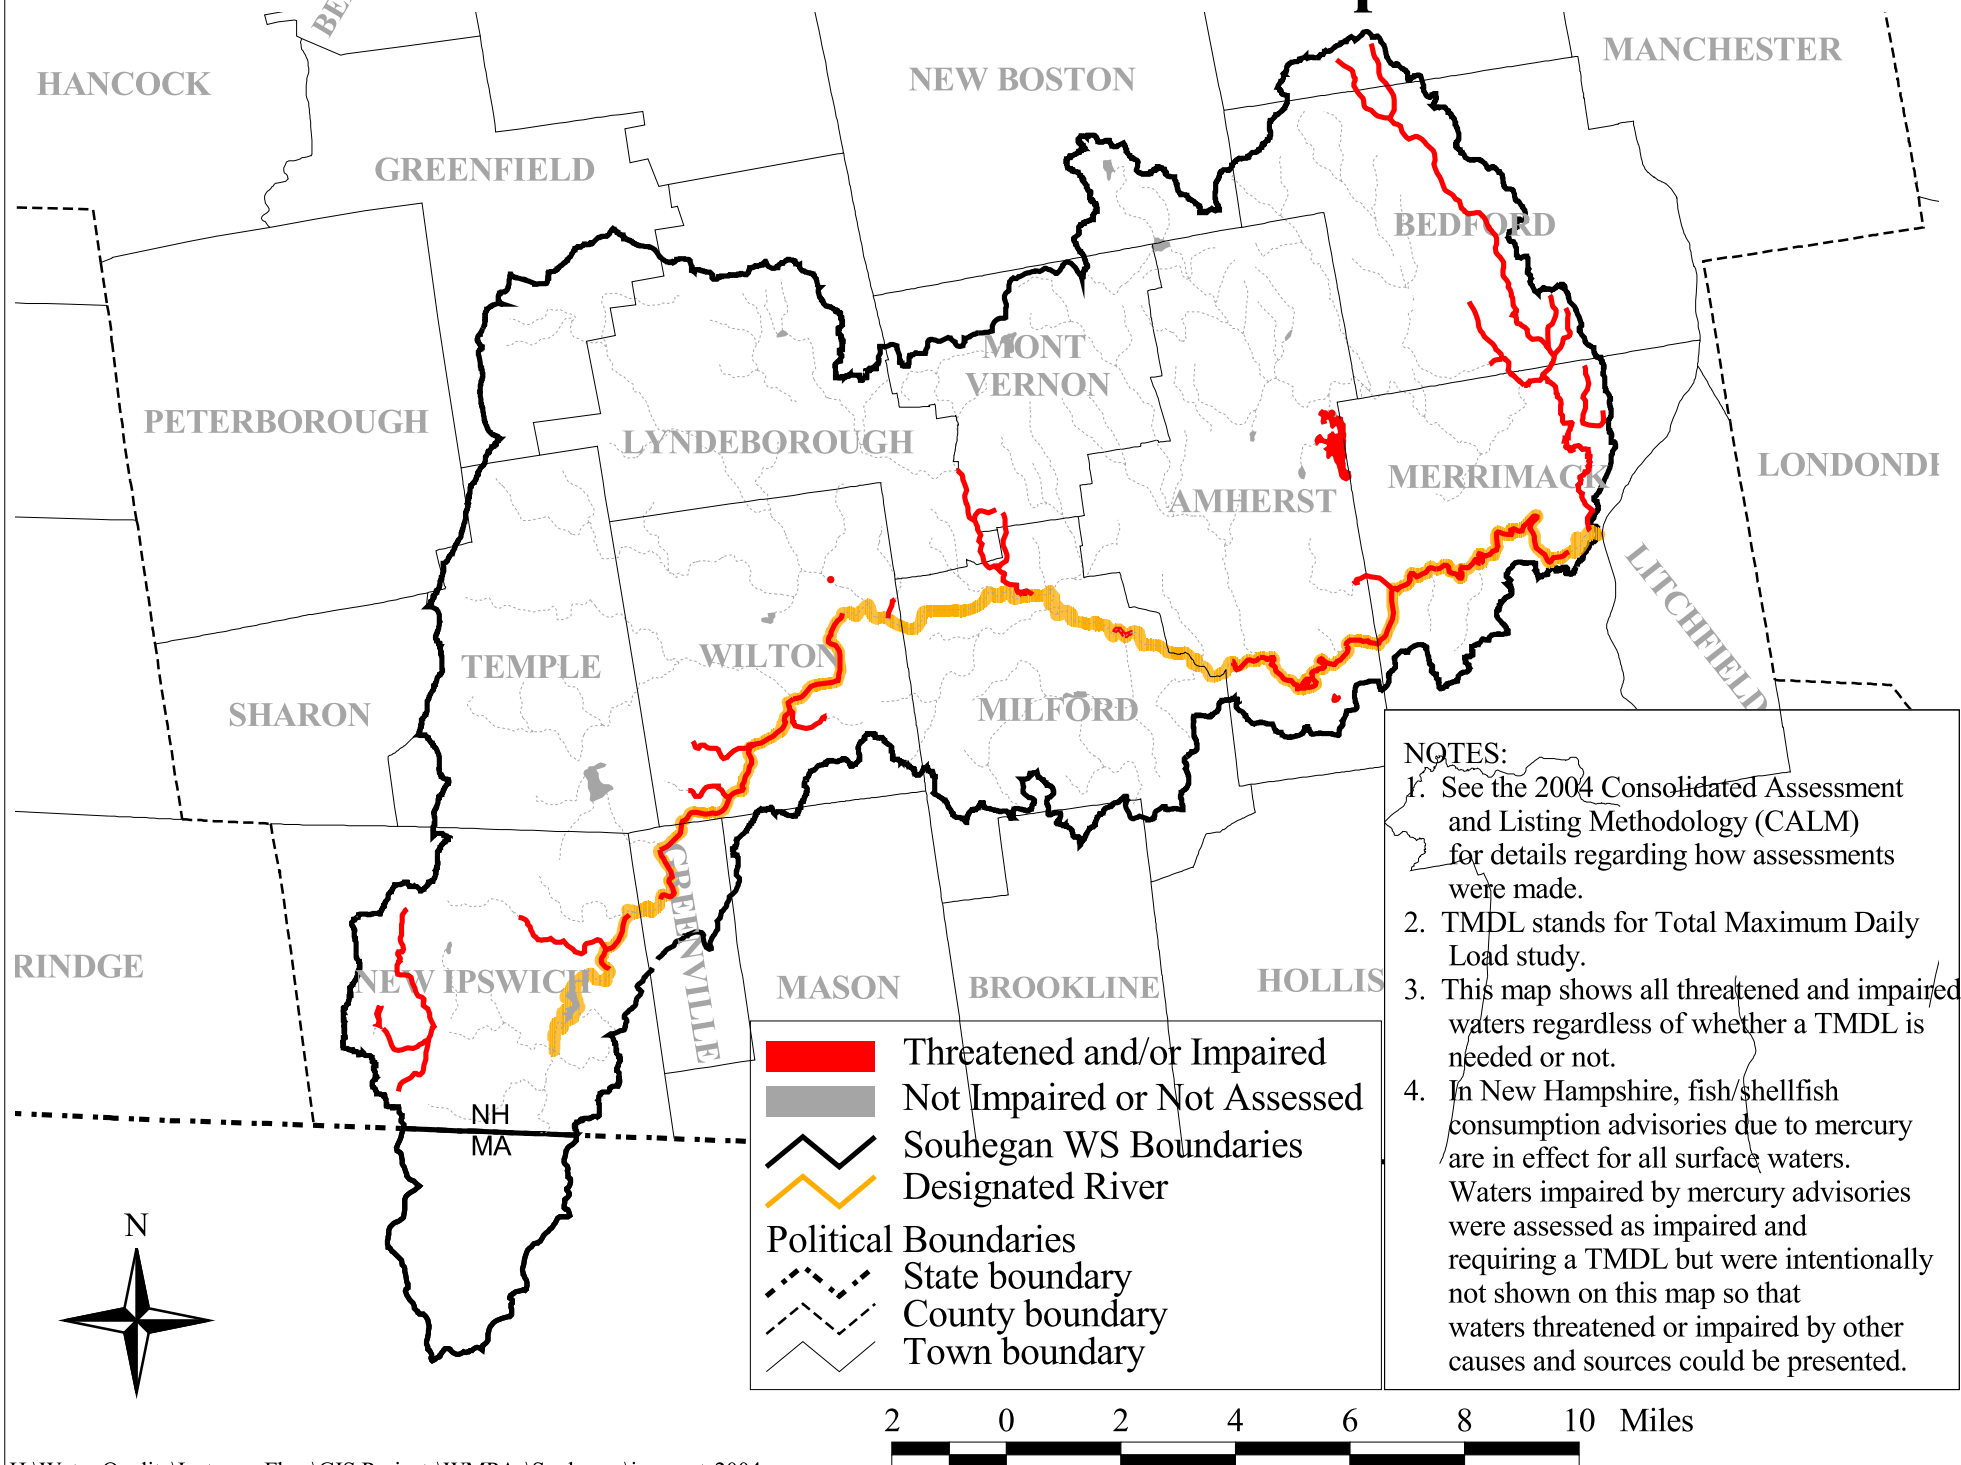 HANCOCK
NEW BOSTON
MANCHESTER
GREENFIELD
BEDFORD
MONT
VERNON
PETERBOROUGH
LYNDEBOROUGH
LONDONDE
MERRIMACK
AMHERST
LITCHFIELD
WILTON
TEMPLE
SHARON
MILFORD
GREENVILLE
RINDGE
NEW IPSWICH
MASON
BROOKLINE
HOLLIS
NH
MA
N
NOTES:
1. See the 2004 Consolidated Assessment
and Listing Methodology (CALM)
for details regarding how assessments
were made.
2. TMDL stands for Total Maximum Daily
Load study.
3. This map shows all threatened and impaired
waters regardless of whether a TMDL is
needed or not.
4. In New Hampshire, fish/shellfish
consumption advisories due to mercury
are in effect for all surface waters.
Waters impaired by mercury advisories
were assessed as impaired and
requiring a TMDL but were intentionally
not shown on this map so that
waters threatened or impaired by other
causes and sources could be presented.
Threatened and/or Impaired
Not Impaired or Not Assessed
Souhegan WS Boundaries
Designated River
Political Boundaries
State boundary
County boundary
Town boundary
2 0 2 4 6 8 10 Miles